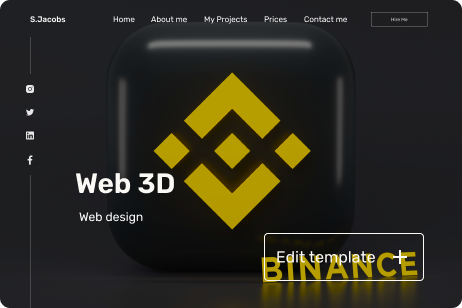 S.Jacobs
Home
About me
My Projects
Prices
Contact me
Hire Me
Web 3D
Web design
Edit template +
BINANCE